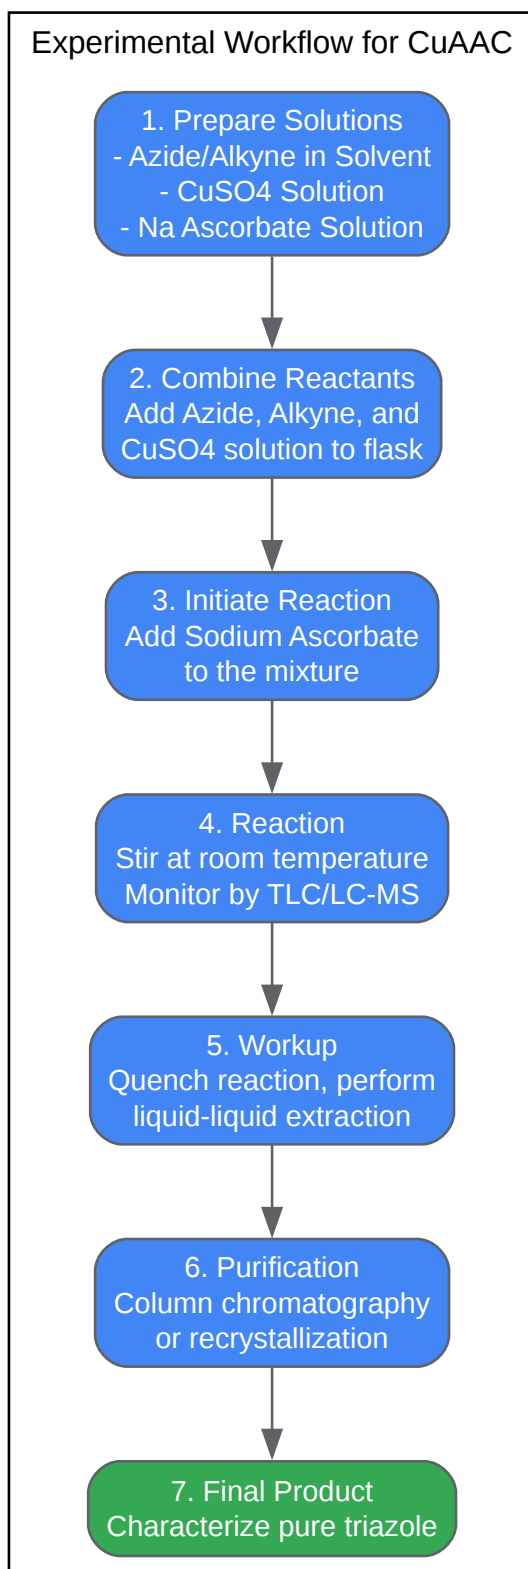 Experimental Workflow for CuAAC
1. Prepare Solutions
- Azide/Alkyne in Solvent
- CuSO4 Solution
- Na Ascorbate Solution
2. Combine Reactants
Add Azide, Alkyne, and
CuSO4 solution to flask
3. Initiate Reaction
Add Sodium Ascorbate
to the mixture
4. Reaction
Stir at room temperature
Monitor by TLC/LC-MS
5. Workup
Quench reaction, perform
liquid-liquid extraction
6. Purification
Column chromatography
or recrystallization
7. Final Product
Characterize pure triazole